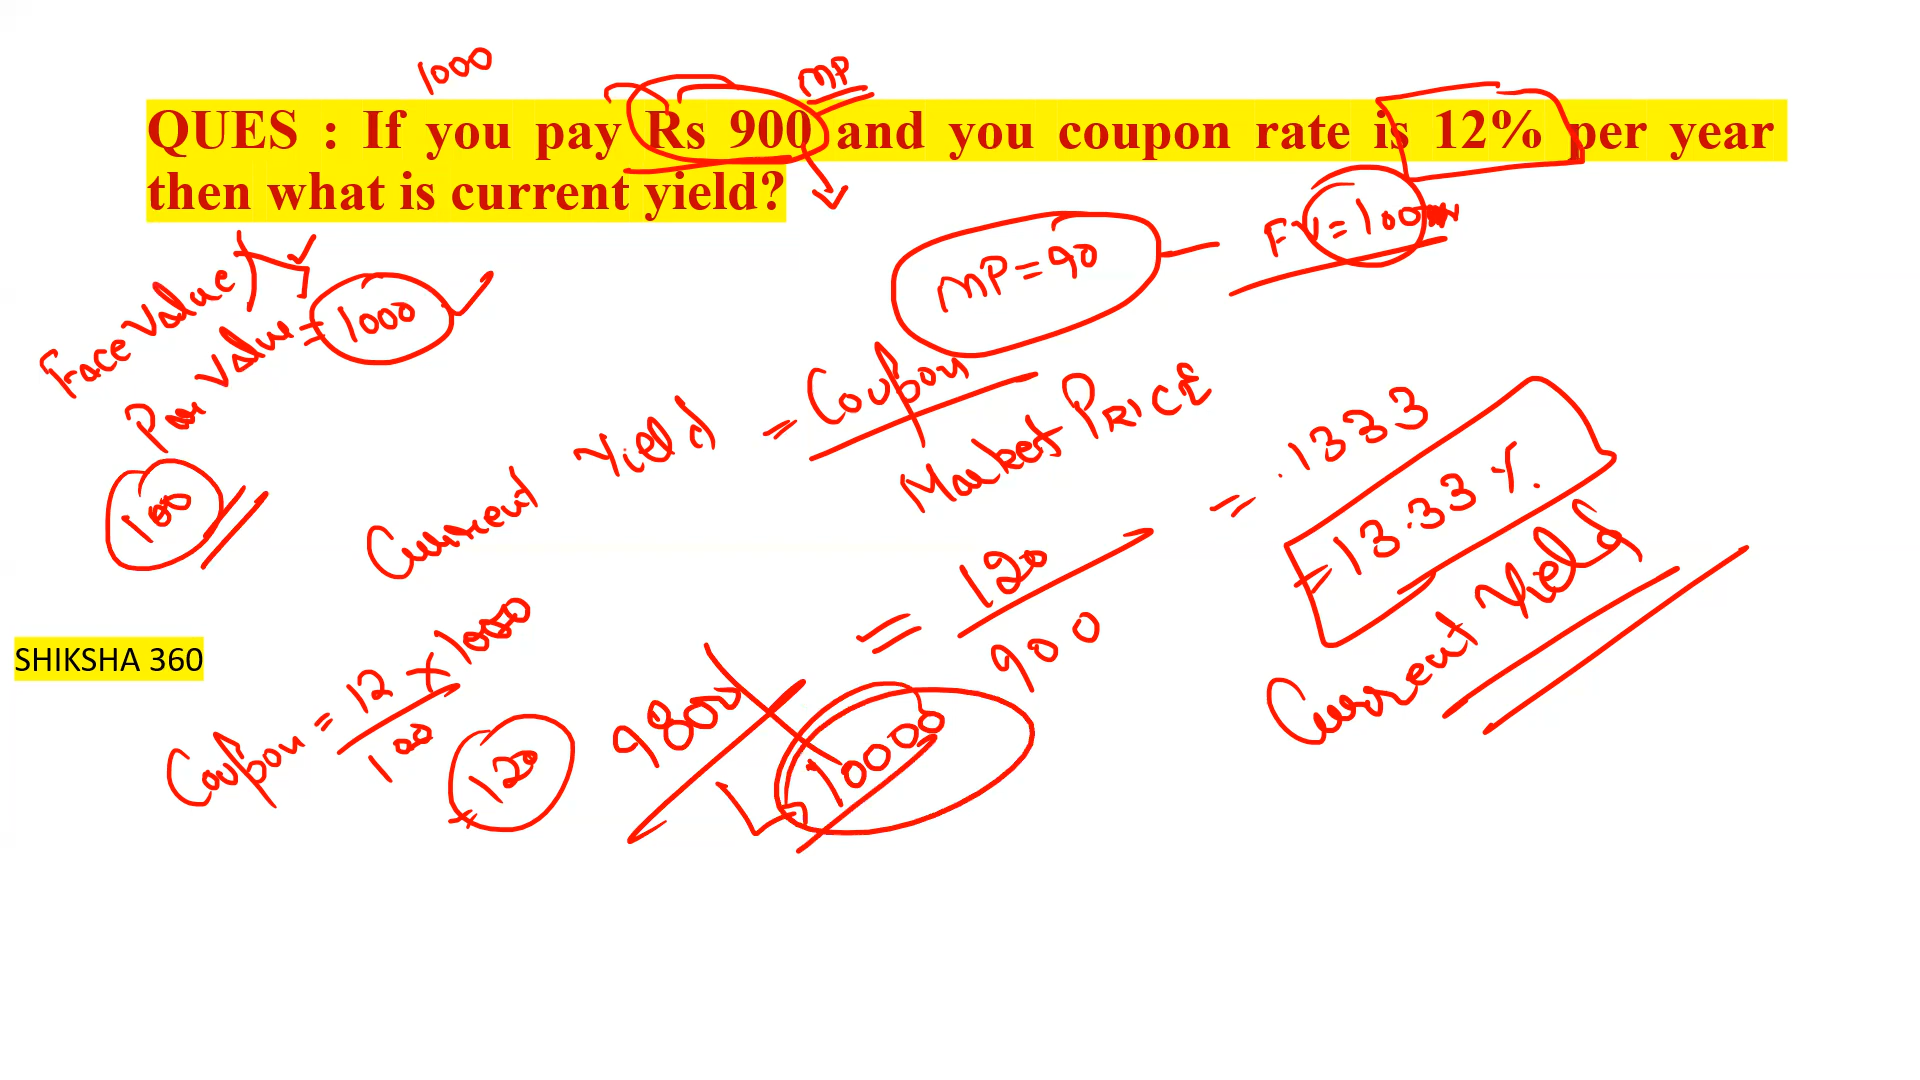 1000
MP
QUES : If you pay Rs 900 and you coupon rate is 12% per year
then what is current yield?
FV = 100
MP = 90
Face Value
Par Value = 1000
100
Current Yield = Coupon
Market PRICE
= 120
900
= .1333
= 13.33 %
Current Yield
SHIKSHA 360
Coupon = 12 × 1000
100
= 120
9800
10000